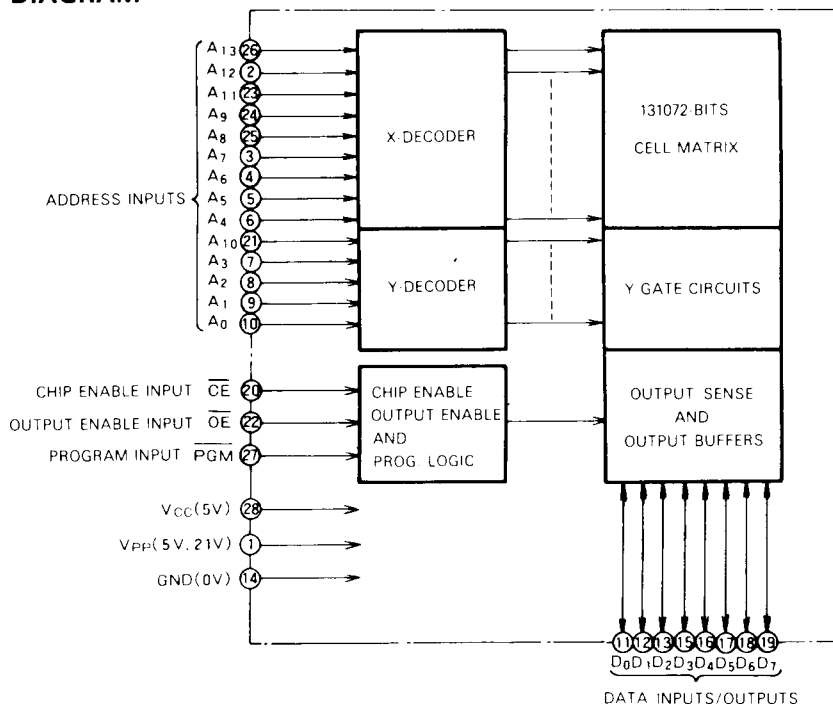 DIAGRAM
A13 26
A12 2
A11 23
A9 24
A8 25
A7 3
A6 4
A5 5
A4 6
A10 21
A3 7
A2 8
A1 9
A0 10
ADDRESS INPUTS
X-DECODER
Y-DECODER
131072-BITS
CELL MATRIX
Y GATE CIRCUITS
CHIP ENABLE INPUT CE 20
OUTPUT ENABLE INPUT OE 22
PROGRAM INPUT PGM 27
CHIP ENABLE
OUTPUT ENABLE
AND
PROG. LOGIC
OUTPUT SENSE
AND
OUTPUT BUFFERS
VCC(5V) 28
VPP(5V, 21V) 1
GND(0V) 14
11 12 13 15 16 17 18 19
D0 D1 D2 D3 D4 D5 D6 D7
DATA INPUTS/OUTPUTS